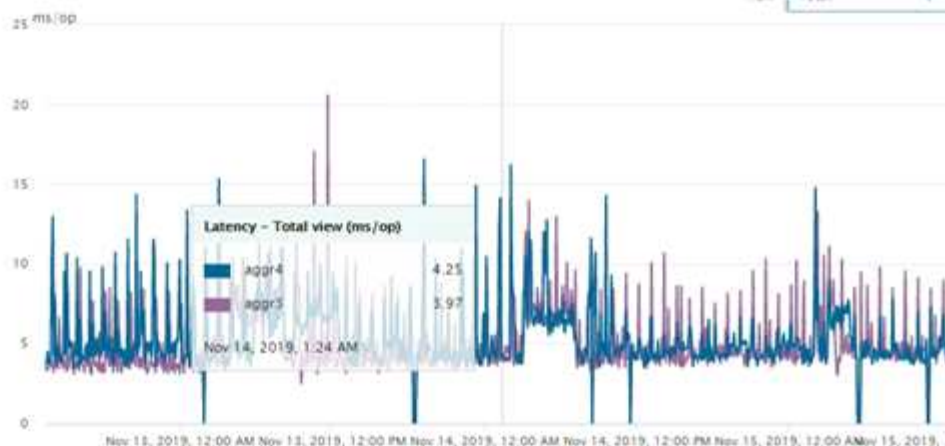 ms/op
25
20
15
10
5
0
Latency - Total view (ms/op)
aggr4 4.25
aggr3 3.97
Nov 14, 2019, 1:24 AM
Nov 13, 2019, 12:00 AM Nov 13, 2019, 12:00 PM Nov 14, 2019, 12:00 AM Nov 14, 2019, 12:00 PM Nov 15, 2019, 12:00 AM Nov 15, 2019,